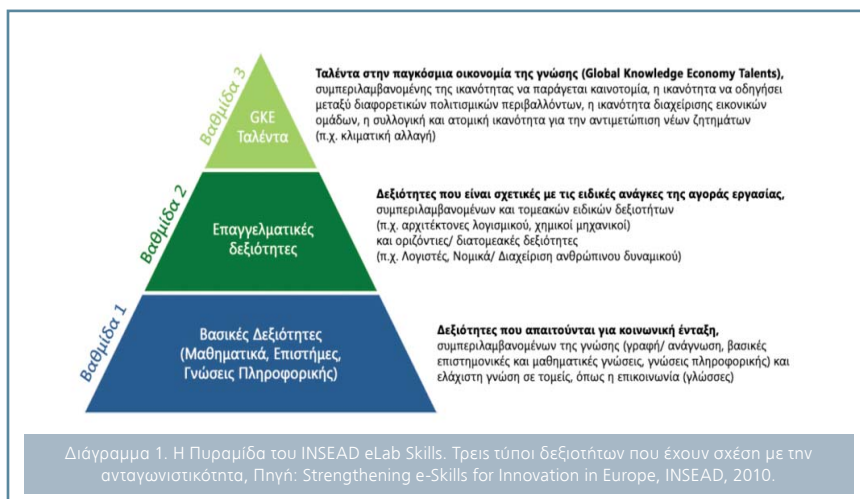 Βαθμίδα 3
GKE
Ταλέντα
Ταλέντα στην παγκόσμια οικονομία της γνώσης (Global Knowledge Economy Talents),
συμπεριλαμβανομένης της ικανότητας να παράγεται καινοτομία, η ικανότητα να οδηγήσει
μεταξύ διαφορετικών πολιτισμικών περιβαλλόντων, η ικανότητα διαχείρισης εικονικών
ομάδων, η συλλογική και ατομική ικανότητα για την αντιμετώπιση νέων ζητημάτων
(π.χ. κλιματική αλλαγή)
Βαθμίδα 2
Επαγγελματικές
δεξιότητες
Δεξιότητες που είναι σχετικές με τις ειδικές ανάγκες της αγοράς εργασίας,
συμπεριλαμβανομένων και τομεακών ειδικών δεξιοτήτων
(π.χ. αρχιτέκτονες λογισμικού, χημικοί μηχανικοί)
και οριζόντιες/ διατομεακές δεξιότητες
(π.χ. Λογιστές, Νομικά/ Διαχείριση ανθρώπινου δυναμικού)
Βαθμίδα 1
Βασικές Δεξιότητες
(Μαθηματικά, Επιστήμες,
Γνώσεις Πληροφορικής)
Δεξιότητες που απαιτούνται για κοινωνική ένταξη,
συμπεριλαμβανομένων της γνώσης (γραφή/ ανάγνωση, βασικές
επιστημονικές και μαθηματικές γνώσεις, γνώσεις πληροφορικής) και
ελάχιστη γνώση σε τομείς, όπως η επικοινωνία (γλώσσες)
Διάγραμμα 1. Η Πυραμίδα του INSEAD eLab Skills. Τρεις τύποι δεξιοτήτων που έχουν σχέση με την
ανταγωνιστικότητα, Πηγή: Strengthening e-Skills for Innovation in Europe, INSEAD, 2010.